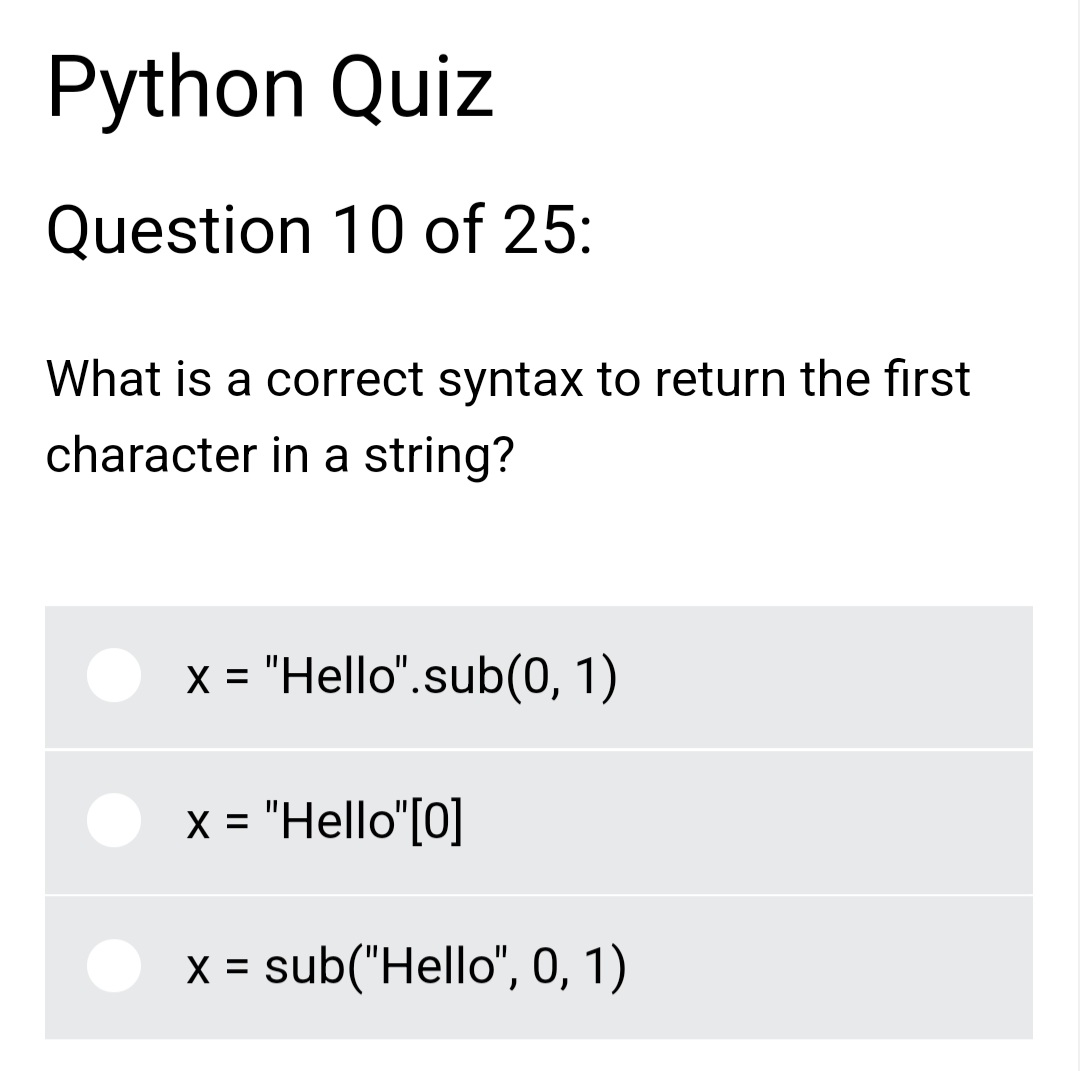 Python Quiz
Question 10 of 25:
What is a correct syntax to return the first
character in a string?
x = "Hello".sub(0, 1)
x = "Hello"[0]
x = sub("Hello", 0, 1)